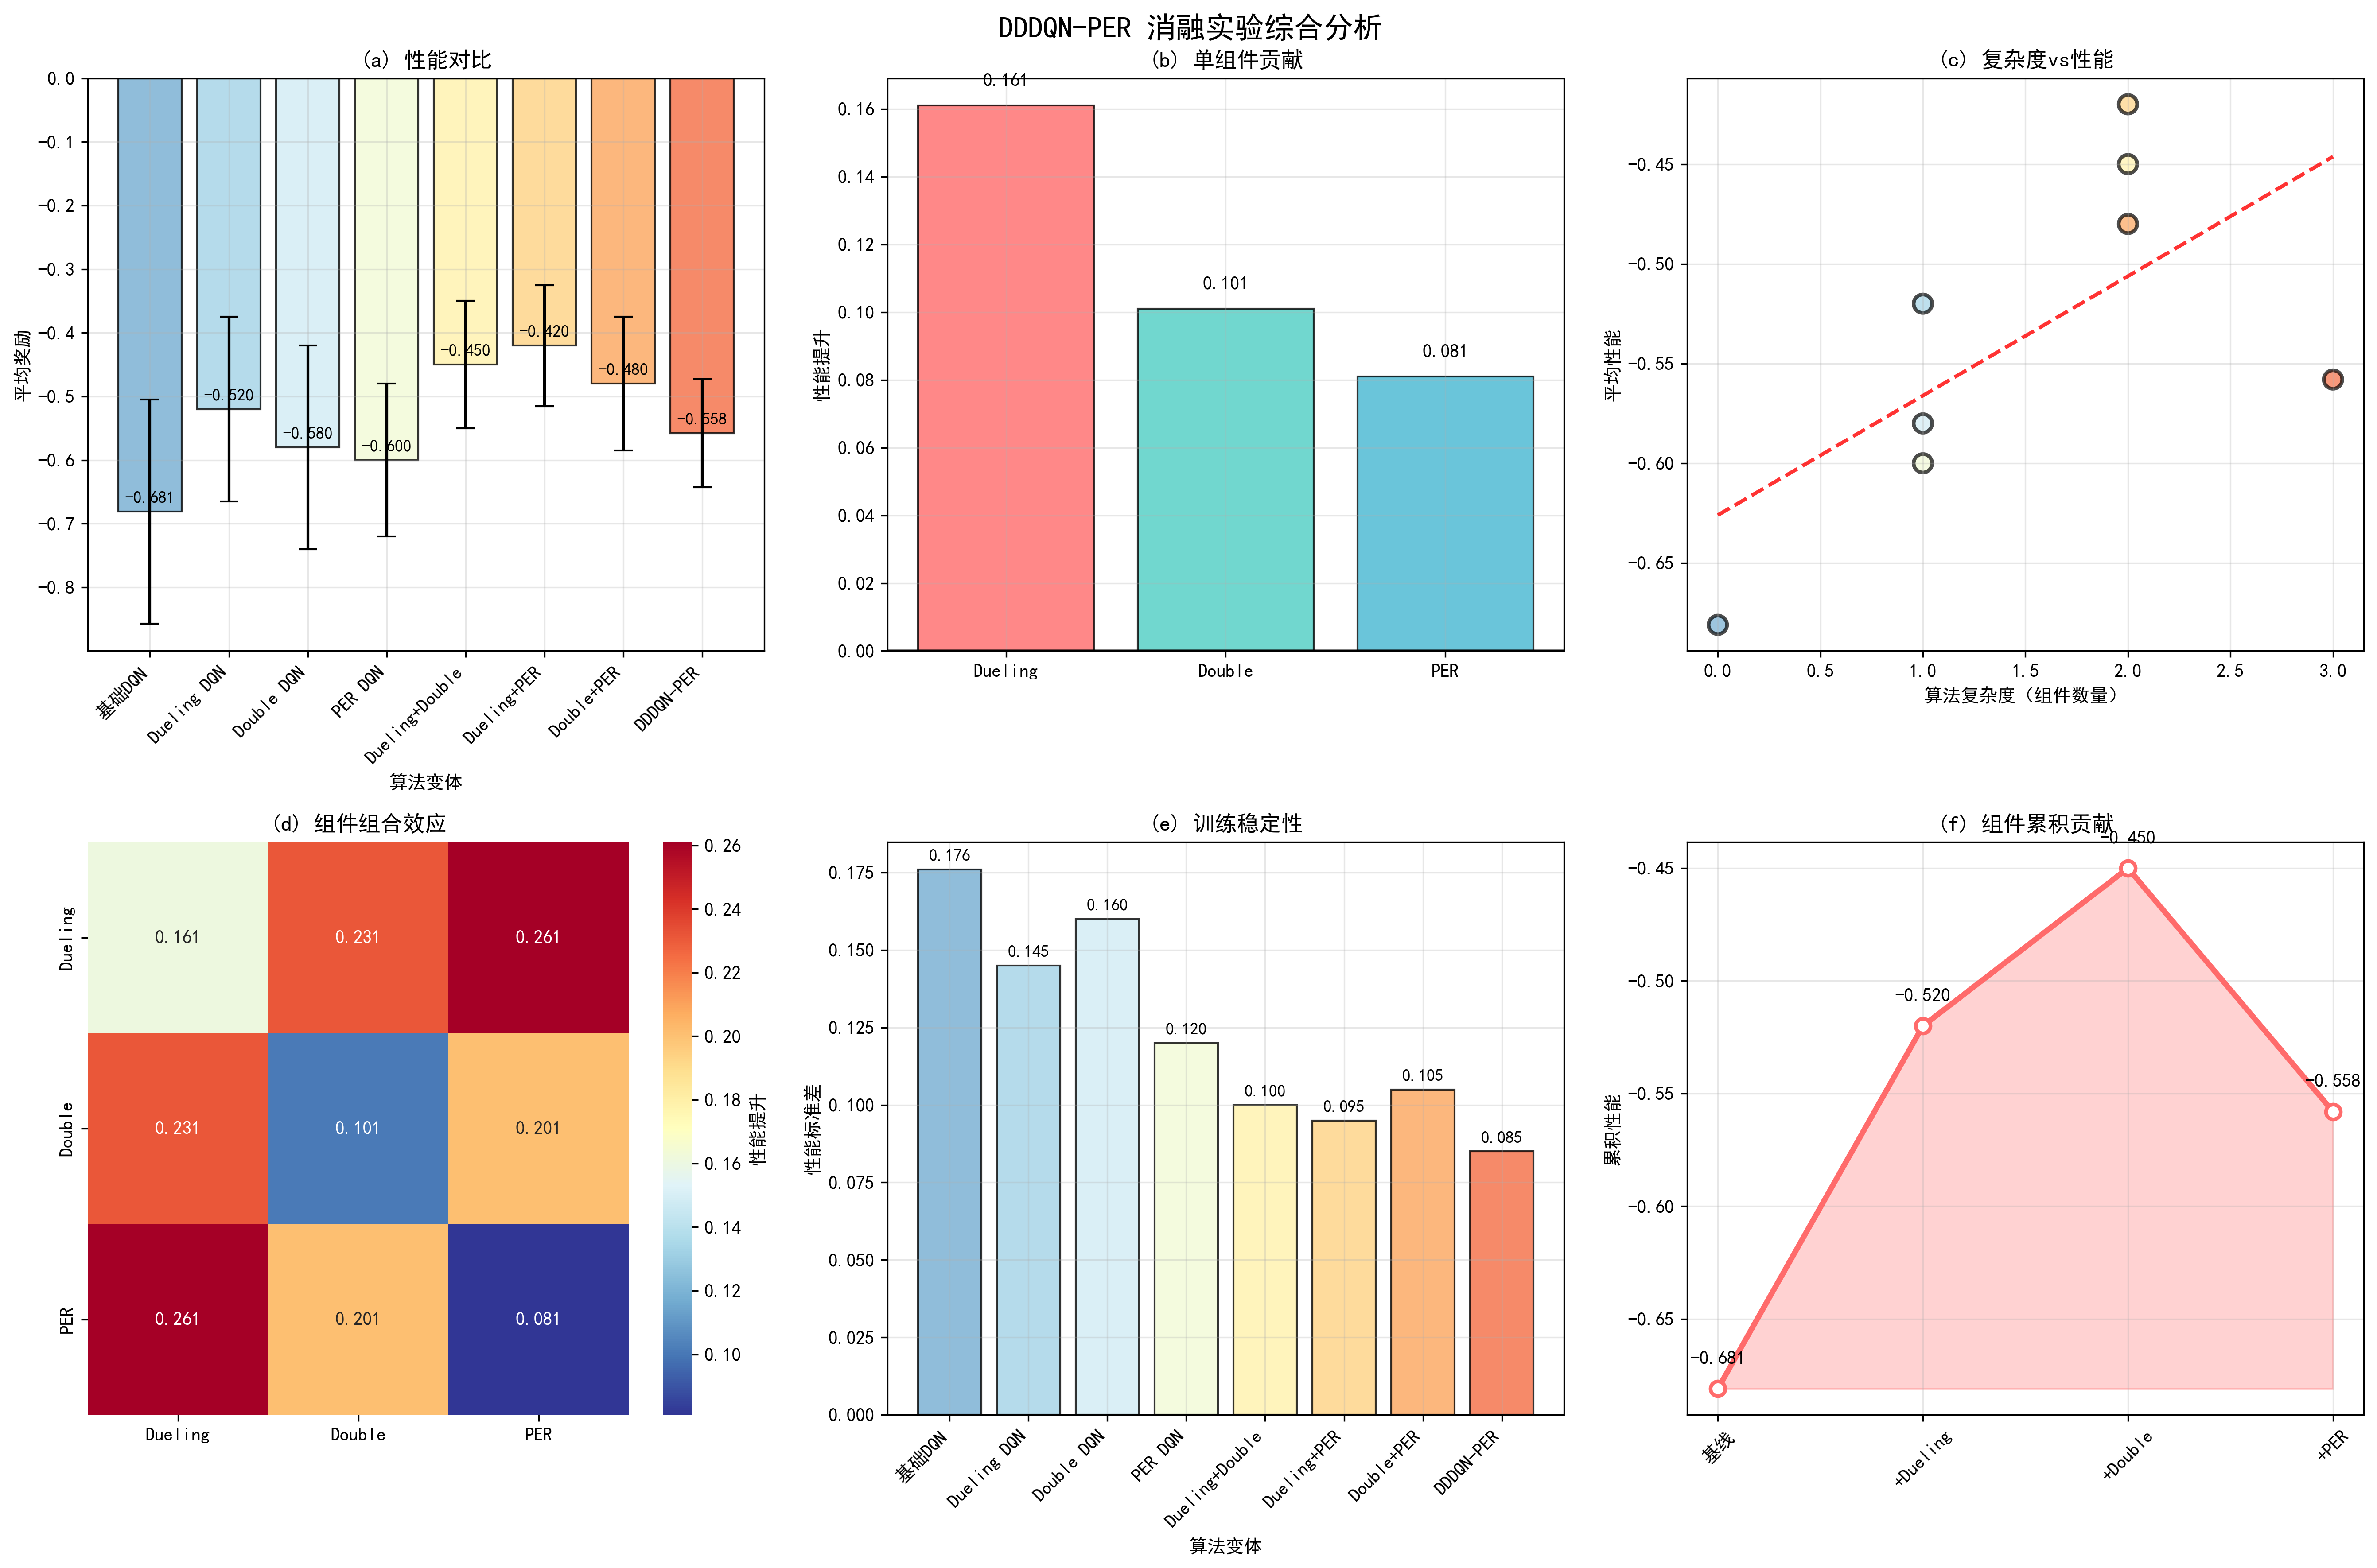 DDDQN-PER 消融实验综合分析
(a) 性能对比
平均奖励
0.0
-0.1
-0.2
-0.3
-0.4
-0.5
-0.6
-0.7
-0.8
-0.681
-0.520
-0.580
-0.600
-0.450
-0.420
-0.480
-0.558
基础DQN
Dueling DQN
Double DQN
PER DQN
Dueling+Double
Dueling+PER
Double+PER
DDDQN-PER
算法变体
(b) 单组件贡献
性能提升
0.16
0.14
0.12
0.10
0.08
0.06
0.04
0.02
0.00
0.161
0.101
0.081
Dueling
Double
PER
(c) 复杂度vs性能
平均性能
-0.45
-0.50
-0.55
-0.60
-0.65
0.0
0.5
1.0
1.5
2.0
2.5
3.0
算法复杂度（组件数量）
(d) 组件组合效应
Dueling
Double
PER
0.161 0.231 0.261
0.231 0.101 0.201
0.261 0.201 0.081
Dueling
Double
PER
0.26
0.24
0.22
0.20
0.18
0.16
0.14
0.12
0.10
性能提升
(e) 训练稳定性
性能标准差
0.175
0.150
0.125
0.100
0.075
0.050
0.025
0.000
0.176
0.145
0.160
0.120
0.100
0.095
0.105
0.085
基础DQN
Dueling DQN
Double DQN
PER DQN
Dueling+Double
Dueling+PER
Double+PER
DDDQN-PER
算法变体
(f) 组件累积贡献
累积性能
-0.45
-0.50
-0.55
-0.60
-0.65
-0.681
-0.520
-0.450
-0.558
基线
+Dueling
+Double
+PER